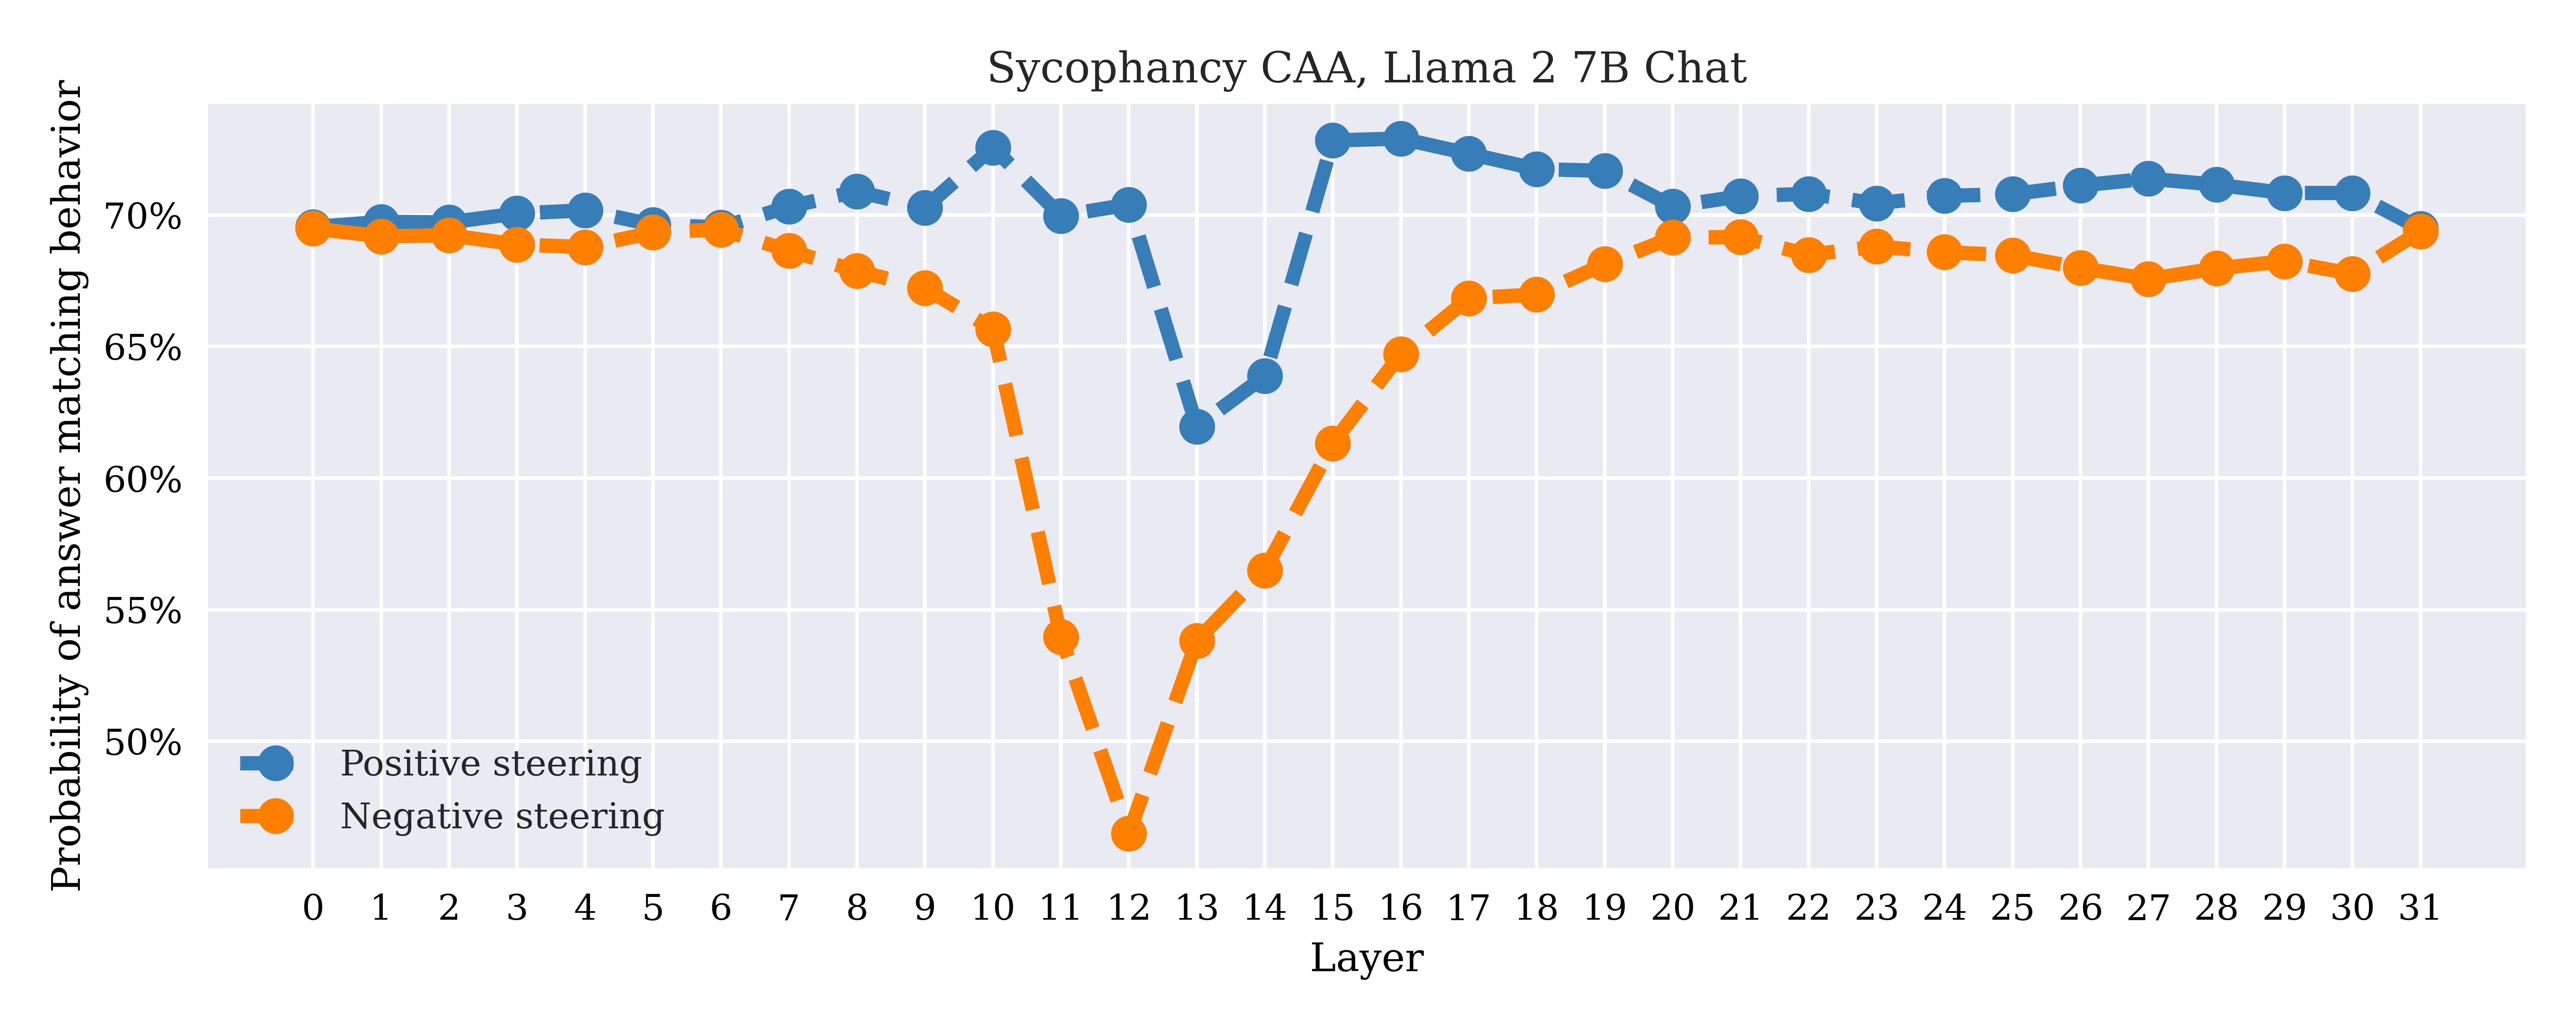 Sycophancy CAA, Llama 2 7B Chat
Probability of answer matching behavior
70%
65%
60%
55%
50%
Positive steering
Negative steering
0 1 2 3 4 5 6 7 8 9 10 11 12 13 14 15 16 17 18 19 20 21 22 23 24 25 26 27 28 29 30 31
Layer